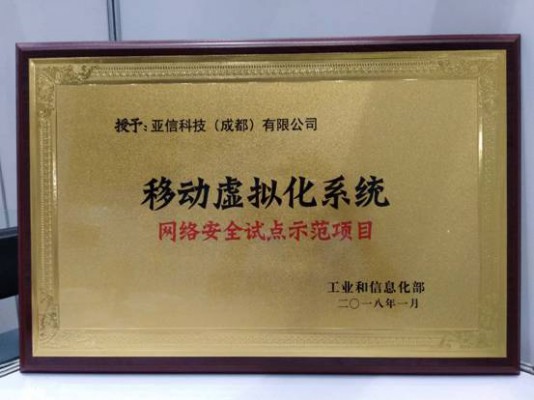 授予：亚信科技（成都）有限公司
移动虚拟化系统
网络安全试点示范项目
工业和信息化部
二〇一八年一月